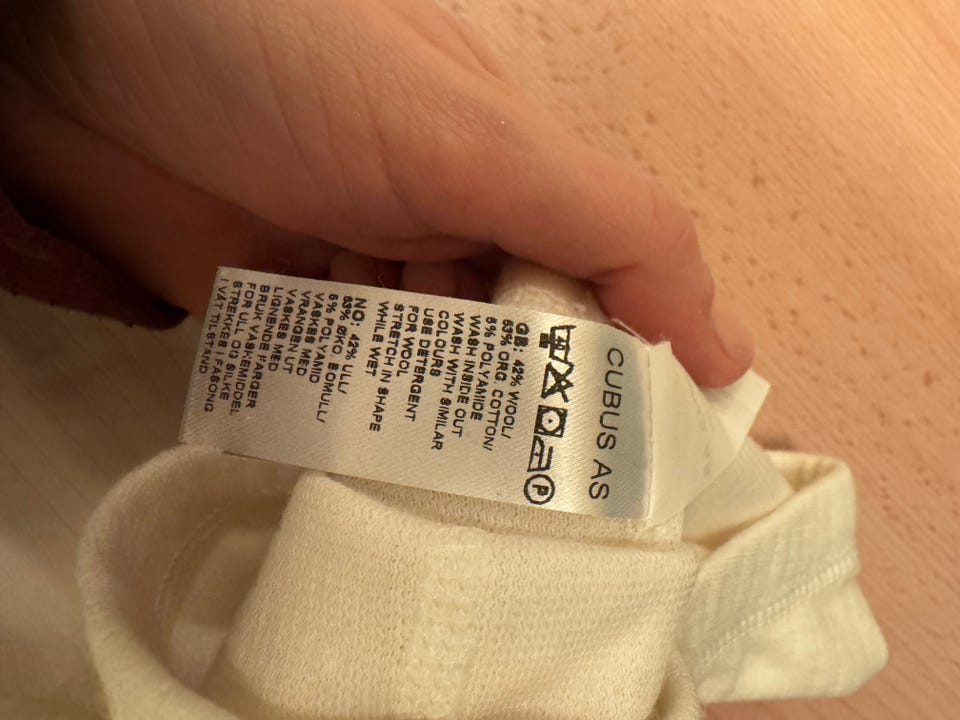 CUBUS AS
P
GB: 42% WOOL/
53% ORG. COTTON/
5% POLYAMIDE
WASH INSIDE OUT
WASH WITH SIMILAR
COLOURS
USE DETERGENT
FOR WOOL
STRETCH IN SHAPE
WHILE WET
NO: 42% ULL/
53% ØKO. BOMULL/
5% POLYAMID
VASKES MED
VRANGEN UT
VASKES MED
LIGNENDE FARGER
BRUK VASKEMIDDEL
FOR ULL OG SILKE
STREKKES I FASONG
I VÅT TILSTAND